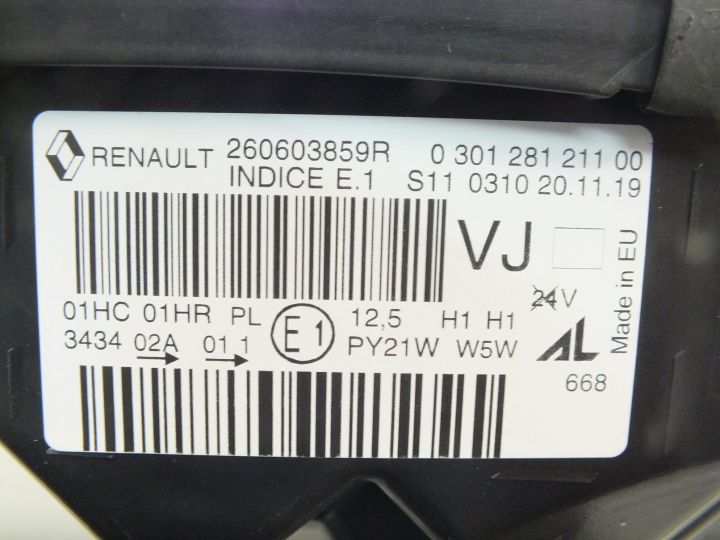 RENAULT 260603859R 0 301 281 211 00
INDICE E.1 S11 0310 20.11.19
VJ
Made in EU
24V
01HC 01HR PL E1 12,5 H1 H1
3434 02A 01 1 PY21W W5W
AL
668